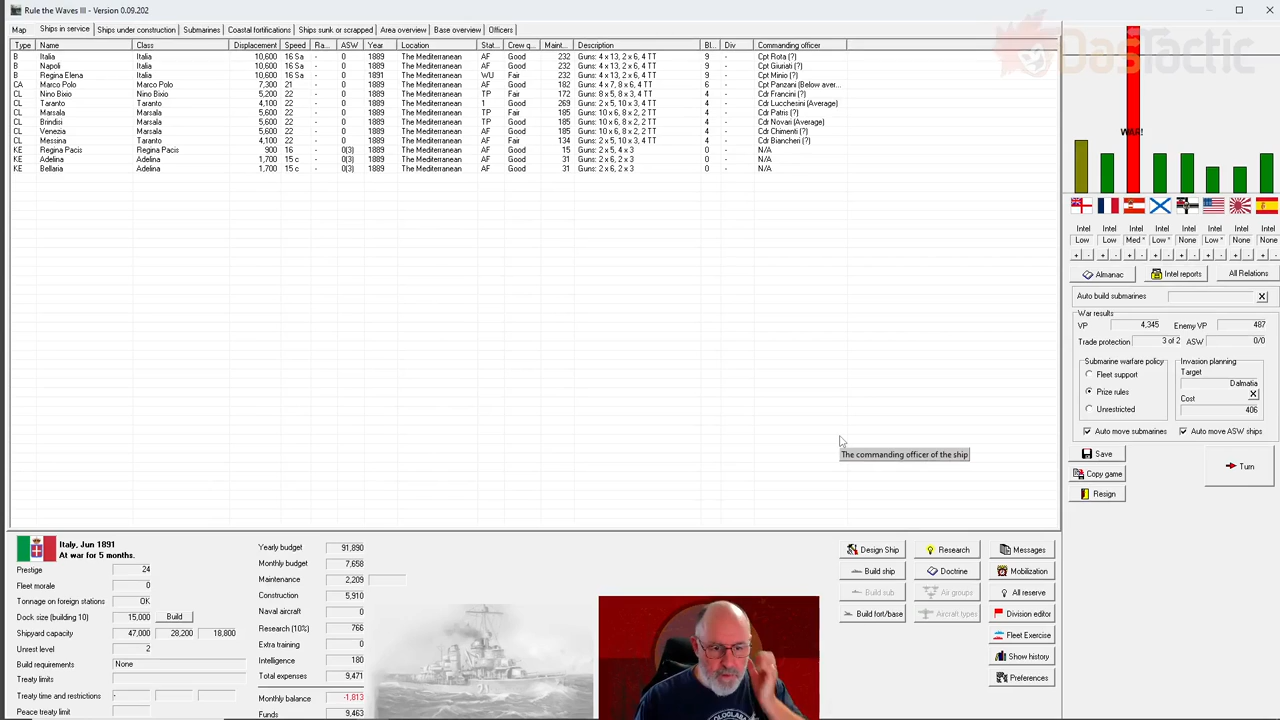 Rule the Waves III - Version 0.09.202
DasTactic
Map Ships in service Ships under construction Submarines Coastal fortifications Ships sunk or scrapped Area overview Base overview Officers
Type Name Class Displacement Speed Ra... ASW Year Location Stat... Crew q... Maint... Description Bl... Div Commanding officer
B Italia Italia 10,600 16 Sa - 0 1889 The Mediterranean AF Good 232 Guns: 4 x 13, 2 x 6, 4 TT 9 - Cpt Rota (?)
B Napoli Italia 10,600 16 Sa - 0 1889 The Mediterranean AF Good 232 Guns: 4 x 13, 2 x 6, 4 TT 9 - Cpt Giuriati (?)
B Regina Elena Italia 10,600 16 Sa - 0 1891 The Mediterranean WU Fair 232 Guns: 4 x 13, 2 x 6, 4 TT 9 - Cpt Minio (?)
CA Marco Polo Marco Polo 7,300 21 - 0 1889 The Mediterranean AF Good 182 Guns: 4 x 7, 8 x 6, 4 TT 6 - Cpt Panzani (Below aver...
CL Nino Bixio Nino Bixio 5,200 22 - 0 1889 The Mediterranean TP Fair 172 Guns: 8 x 5, 8 x 3, 4 TT 4 - Cdr Francini (?)
CL Taranto Taranto 4,100 22 - 0 1889 The Mediterranean 1 Good 269 Guns: 2 x 5, 10 x 3, 4 TT 4 - Cdr Lucchesini (Average)
CL Marsala Marsala 5,600 22 - 0 1889 The Mediterranean TP Fair 185 Guns: 10 x 6, 8 x 2, 2 TT 4 - Cdr Patris (?)
CL Brindisi Marsala 5,600 22 - 0 1889 The Mediterranean TP Good 185 Guns: 10 x 6, 8 x 2, 2 TT 4 - Cdr Novari (Average)
CL Venezia Marsala 5,600 22 - 0 1889 The Mediterranean AF Good 185 Guns: 10 x 6, 8 x 2, 2 TT 4 - Cdr Chimenti (?)
CL Messina Taranto 4,100 22 - 0 1889 The Mediterranean AF Fair 134 Guns: 2 x 5, 10 x 3, 4 TT 4 - Cdr Biancheri (?)
KE Regina Pacis Regina Pacis 900 16 - 0(3) 1889 The Mediterranean AF Good 15 Guns: 2 x 5, 4 x 3 0 - N/A
KE Adelina Adelina 1,700 15 c - 0(3) 1889 The Mediterranean AF Good 31 Guns: 2 x 6, 2 x 3 0 - N/A
KE Bellaria Adelina 1,700 15 c - 0(3) 1889 The Mediterranean AF Good 31 Guns: 2 x 6, 2 x 3 0 - N/A
WAR!
Intel Intel Intel Intel Intel Intel Intel Intel
Low Low Med * Low * None Low * None None
+ - + - + - + - + - + - + - + -
Almanac Intel reports All Relations
Auto build submarines X
War results
VP 4,345 Enemy VP 487
Trade protection 3 of 2 ASW 0/0
Submarine warfare policy Invasion planning
Fleet support Target
Dalmatia
Prize rules Cost X
Unrestricted 406
Auto move submarines Auto move ASW ships
The commanding officer of the ship
Save
Turn
Copy game
Resign
Italy, Jun 1891
At war for 5 months.
Prestige 24
Fleet morale 0
Tonnage on foreign stations OK
Dock size (building 10) 15,000 Build
Shipyard capacity 47,000 28,200 18,800
Unrest level 2
Build requirements None
Treaty limits
Treaty time and restrictions -
Peace treaty limit
Yearly budget 91,890
Monthly budget 7,658
Maintenance 2,209
Construction 5,910
Naval aircraft 0
Research (10%) 766
Extra training 0
Intelligence 180
Total expenses 9,471
Monthly balance -1,813
Funds 9,463
Design Ship Research Messages
Build ship Doctrine Mobilization
Build sub Air groups All reserve
Build fort/base Aircraft types Division editor
Fleet Exercise
Show history
Preferences